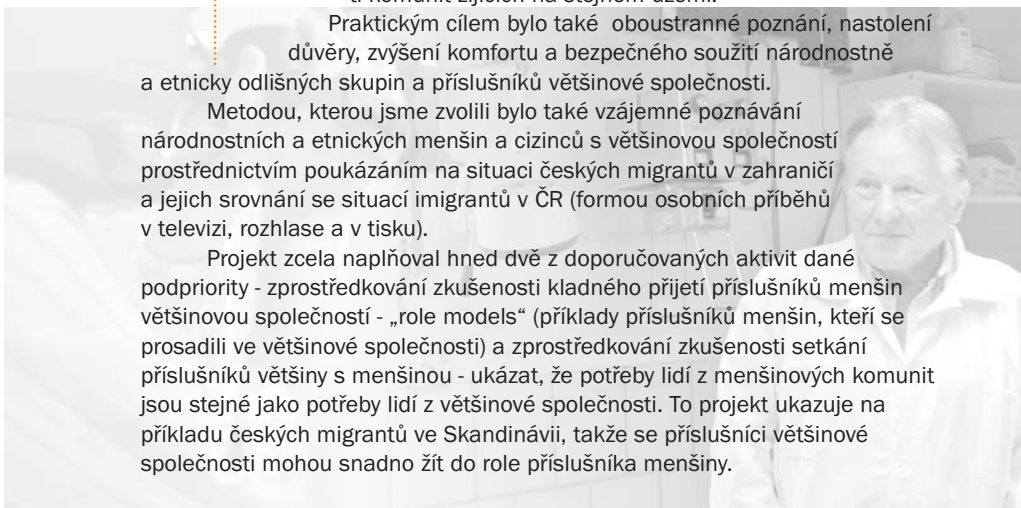 komunit žijících na stejném území.
Praktickým cílem bylo také oboustranné poznání, nastolení
důvěry, zvýšení komfortu a bezpečného soužití národnostně
a etnicky odlišných skupin a příslušníků většinové společnosti.
Metodou, kterou jsme zvolili bylo také vzájemné poznávání
národnostních a etnických menšin a cizinců s většinovou společností
prostřednictvím poukázáním na situaci českých migrantů v zahraničí
a jejich srovnání se situací imigrantů v ČR (formou osobních příběhů
v televizi, rozhlase a v tisku).
Projekt zcela naplňoval hned dvě z doporučovaných aktivit dané
podpriority - zprostředkování zkušenosti kladného přijetí příslušníků menšin
většinovou společností - „role models“ (příklady příslušníků menšin, kteří se
prosadili ve většinové společnosti) a zprostředkování zkušenosti setkání
příslušníků většiny s menšinou - ukázat, že potřeby lidí z menšinových komunit
jsou stejné jako potřeby lidí z většinové společnosti. To projekt ukazuje na
příkladu českých migrantů ve Skandinávii, takže se příslušníci většinové
společnosti mohou snadno žít do role příslušníka menšiny.